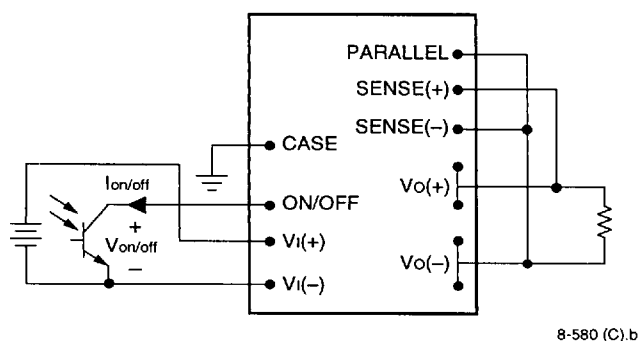 PARALLEL
SENSE(+)
SENSE(–)
CASE
Ion/off
ON/OFF
VO(+)
+
Von/off
VI(+)
–
VI(–)
VO(–)
8-580 (C).b